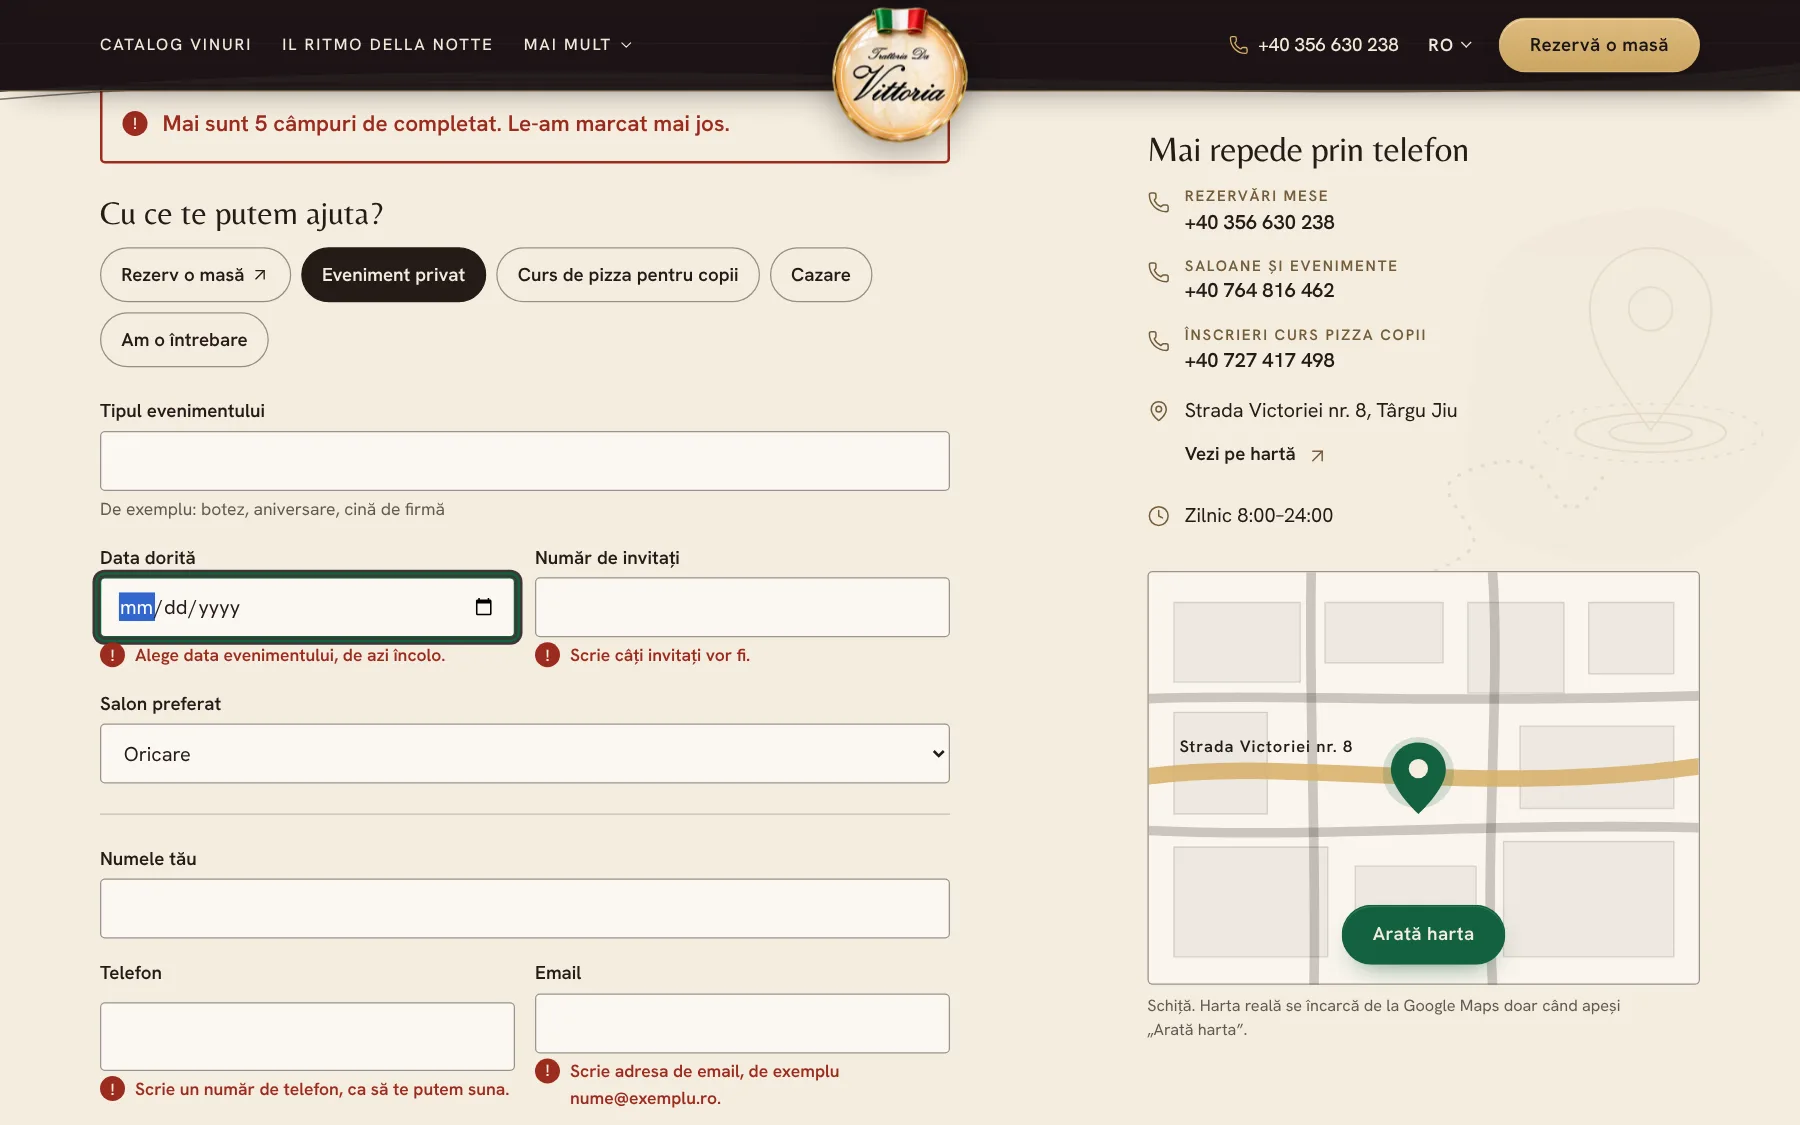 CATALOG VINURI
IL RITMO DELLA NOTTE
MAI MULT
Trattoria Da
Vittoria
+40 356 630 238
RO
Rezervă o masă
! Mai sunt 5 câmpuri de completat. Le-am marcat mai jos.
Cu ce te putem ajuta?
Rezerv o masă
Eveniment privat
Curs de pizza pentru copii
Cazare
Am o întrebare
Tipul evenimentului
De exemplu: botez, aniversare, cină de firmă
Data dorită
mm/dd/yyyy
! Alege data evenimentului, de azi încolo.
Număr de invitați
! Scrie câți invitați vor fi.
Salon preferat
Oricare
Numele tău
Telefon
! Scrie un număr de telefon, ca să te putem suna.
Email
! Scrie adresa de email, de exemplu
nume@exemplu.ro.
Mai repede prin telefon
REZERVĂRI MESE
+40 356 630 238
SALOANE ȘI EVENIMENTE
+40 764 816 462
ÎNSCRIERI CURS PIZZA COPII
+40 727 417 498
Strada Victoriei nr. 8, Târgu Jiu
Vezi pe hartă
Zilnic 8:00–24:00
Strada Victoriei nr. 8
Arată harta
Schiță. Harta reală se încarcă de la Google Maps doar când apeși
„Arată harta”.